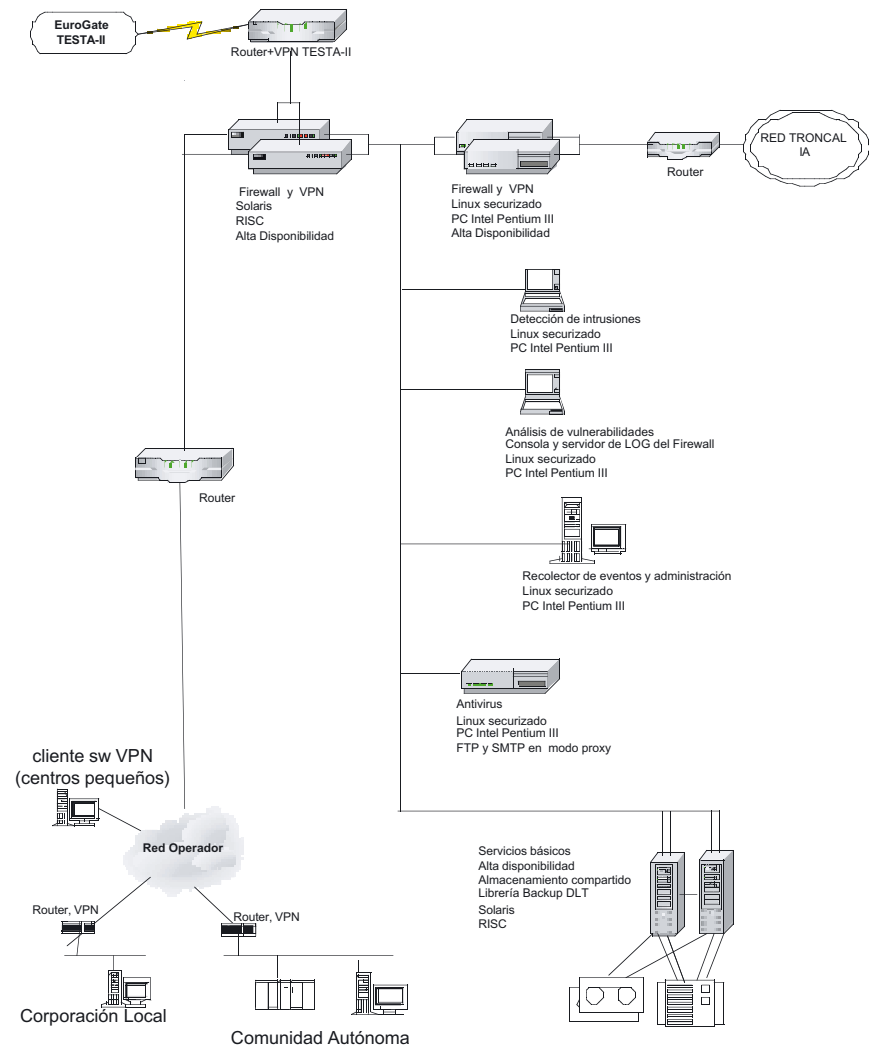 EuroGate
TESTA-II
Router+VPN TESTA-II
RED TRONCAL
IA
Router
Firewall y VPN
Solaris
RISC
Alta Disponibilidad
Firewall y VPN
Linux securizado
PC Intel Pentium III
Alta Disponibilidad
Detección de intrusiones
Linux securizado
PC Intel Pentium III
Análisis de vulnerabilidades
Consola y servidor de LOG del Firewall
Linux securizado
PC Intel Pentium III
Router
Recolector de eventos y administración
Linux securizado
PC Intel Pentium III
Antivirus
Linux securizado
PC Intel Pentium III
FTP y SMTP en modo proxy
cliente sw VPN
(centros pequeños)
Red Operador
Servicios básicos
Alta disponibilidad
Almacenamiento compartido
Librería Backup DLT
Solaris
RISC
Router, VPN
Router, VPN
Corporación Local
Comunidad Autónoma